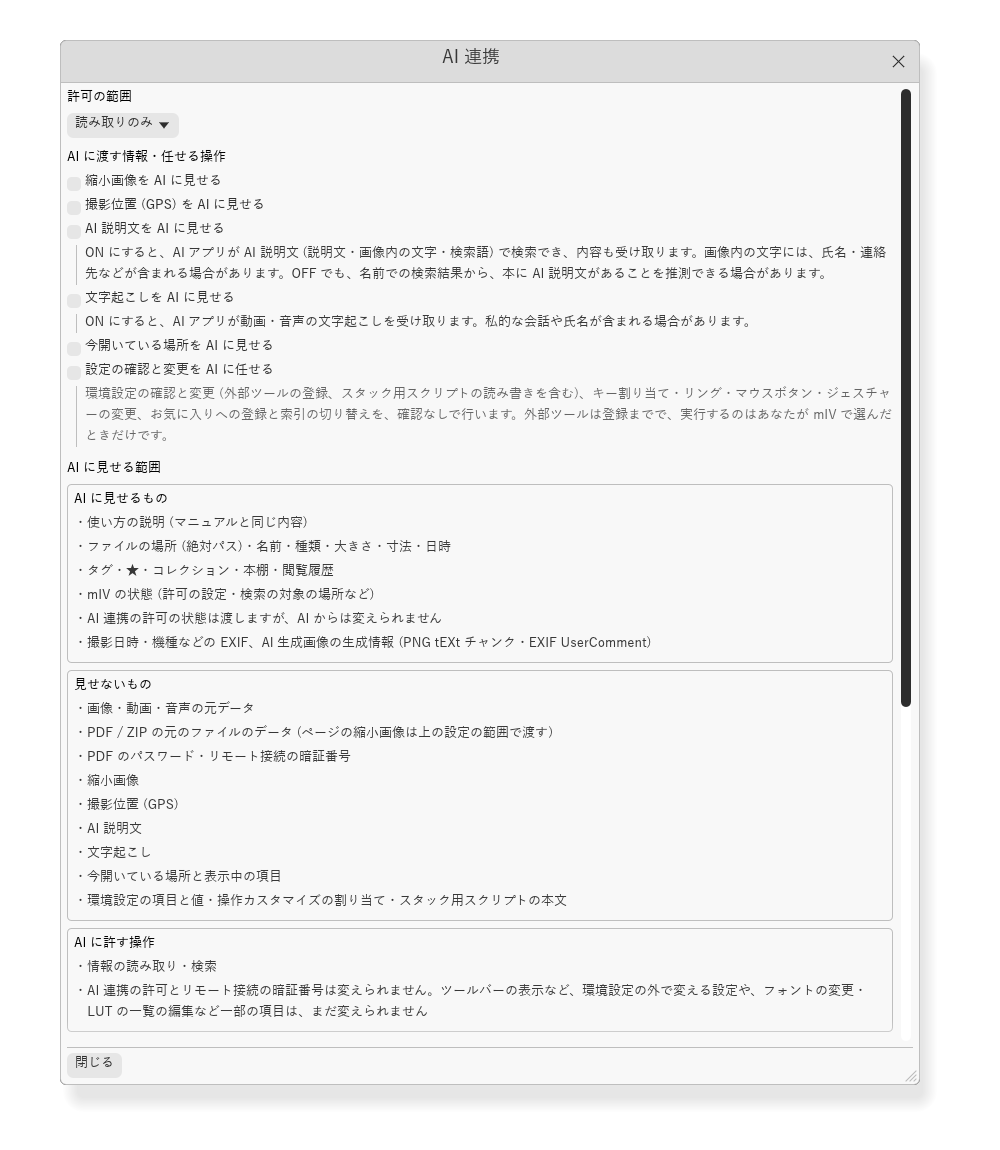 AI 連携
許可の範囲
読み取りのみ
AI に渡す情報・任せる操作
縮小画像を AI に見せる
撮影位置 (GPS) を AI に見せる
AI 説明文を AI に見せる
ON にすると、AI アプリが AI 説明文 (説明文・画像内の文字・検索語) で検索でき、内容も受け取ります。画像内の文字には、氏名・連絡
先などが含まれる場合があります。OFF でも、名前での検索結果から、本に AI 説明文があることを推測できる場合があります。
文字起こしを AI に見せる
ON にすると、AI アプリが動画・音声の文字起こしを受け取ります。私的な会話や氏名が含まれる場合があります。
今開いている場所を AI に見せる
設定の確認と変更を AI に任せる
環境設定の確認と変更 (外部ツールの登録、スタック用スクリプトの読み書きを含む)、キー割り当て・リング・マウスボタン・ジェスチャ
ーの変更、お気に入りへの登録と索引の切り替えを、確認なしで行います。外部ツールは登録までで、実行するのはあなたが mIV で選んだ
ときだけです。
AI に見せる範囲
AI に見せるもの
・使い方の説明 (マニュアルと同じ内容)
・ファイルの場所 (絶対パス)・名前・種類・大きさ・寸法・日時
・タグ・★・コレクション・本棚・閲覧履歴
・mIV の状態 (許可の設定・検索の対象の場所など)
・AI 連携の許可の状態は渡しますが、AI からは変えられません
・撮影日時・機種などの EXIF、AI 生成画像の生成情報 (PNG tEXt チャンク・EXIF UserComment)
見せないもの
・画像・動画・音声の元データ
・PDF / ZIP の元のファイルのデータ (ページの縮小画像は上の設定の範囲で渡す)
・PDF のパスワード・リモート接続の暗証番号
・縮小画像
・撮影位置 (GPS)
・AI 説明文
・文字起こし
・今開いている場所と表示中の項目
・環境設定の項目と値・操作カスタマイズの割り当て・スタック用スクリプトの本文
AI に許す操作
・情報の読み取り・検索
・AI 連携の許可とリモート接続の暗証番号は変えられません。ツールバーの表示など、環境設定の外で変える設定や、フォントの変更・
LUT の一覧の編集など一部の項目は、まだ変えられません
閉じる